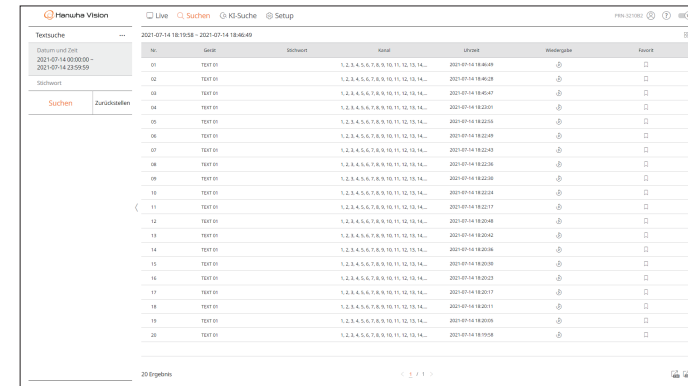 Hanwha Vision
Live Suchen KI-Suche Setup
PRN-3210B2
Textsuche ...
2021-07-14 18:19:58 ~ 2021-07-14 18:46:49
Datum und Zeit
2021-07-14 00:00:00 ~
2021-07-14 23:59:59
Stichwort
Suchen Zurückstellen
Nr. Gerät Stichwort Kanal Uhrzeit Wiedergabe Favorit
01 TEXT 01 1, 2, 3, 4, 5, 6, 7, 8, 9, 10, 11, 12, 13, 14,... 2021-07-14 18:46:49
02 TEXT 01 1, 2, 3, 4, 5, 6, 7, 8, 9, 10, 11, 12, 13, 14,... 2021-07-14 18:46:28
03 TEXT 01 1, 2, 3, 4, 5, 6, 7, 8, 9, 10, 11, 12, 13, 14,... 2021-07-14 18:45:47
04 TEXT 01 1, 2, 3, 4, 5, 6, 7, 8, 9, 10, 11, 12, 13, 14,... 2021-07-14 18:23:01
05 TEXT 01 1, 2, 3, 4, 5, 6, 7, 8, 9, 10, 11, 12, 13, 14,... 2021-07-14 18:22:55
06 TEXT 01 1, 2, 3, 4, 5, 6, 7, 8, 9, 10, 11, 12, 13, 14,... 2021-07-14 18:22:49
07 TEXT 01 1, 2, 3, 4, 5, 6, 7, 8, 9, 10, 11, 12, 13, 14,... 2021-07-14 18:22:43
08 TEXT 01 1, 2, 3, 4, 5, 6, 7, 8, 9, 10, 11, 12, 13, 14,... 2021-07-14 18:22:36
09 TEXT 01 1, 2, 3, 4, 5, 6, 7, 8, 9, 10, 11, 12, 13, 14,... 2021-07-14 18:22:30
10 TEXT 01 1, 2, 3, 4, 5, 6, 7, 8, 9, 10, 11, 12, 13, 14,... 2021-07-14 18:22:24
11 TEXT 01 1, 2, 3, 4, 5, 6, 7, 8, 9, 10, 11, 12, 13, 14,... 2021-07-14 18:22:17
12 TEXT 01 1, 2, 3, 4, 5, 6, 7, 8, 9, 10, 11, 12, 13, 14,... 2021-07-14 18:20:48
13 TEXT 01 1, 2, 3, 4, 5, 6, 7, 8, 9, 10, 11, 12, 13, 14,... 2021-07-14 18:20:42
14 TEXT 01 1, 2, 3, 4, 5, 6, 7, 8, 9, 10, 11, 12, 13, 14,... 2021-07-14 18:20:36
15 TEXT 01 1, 2, 3, 4, 5, 6, 7, 8, 9, 10, 11, 12, 13, 14,... 2021-07-14 18:20:30
16 TEXT 01 1, 2, 3, 4, 5, 6, 7, 8, 9, 10, 11, 12, 13, 14,... 2021-07-14 18:20:23
17 TEXT 01 1, 2, 3, 4, 5, 6, 7, 8, 9, 10, 11, 12, 13, 14,... 2021-07-14 18:20:17
18 TEXT 01 1, 2, 3, 4, 5, 6, 7, 8, 9, 10, 11, 12, 13, 14,... 2021-07-14 18:20:11
19 TEXT 01 1, 2, 3, 4, 5, 6, 7, 8, 9, 10, 11, 12, 13, 14,... 2021-07-14 18:20:05
20 TEXT 01 1, 2, 3, 4, 5, 6, 7, 8, 9, 10, 11, 12, 13, 14,... 2021-07-14 18:19:58
20 Ergebnis
1 / 1